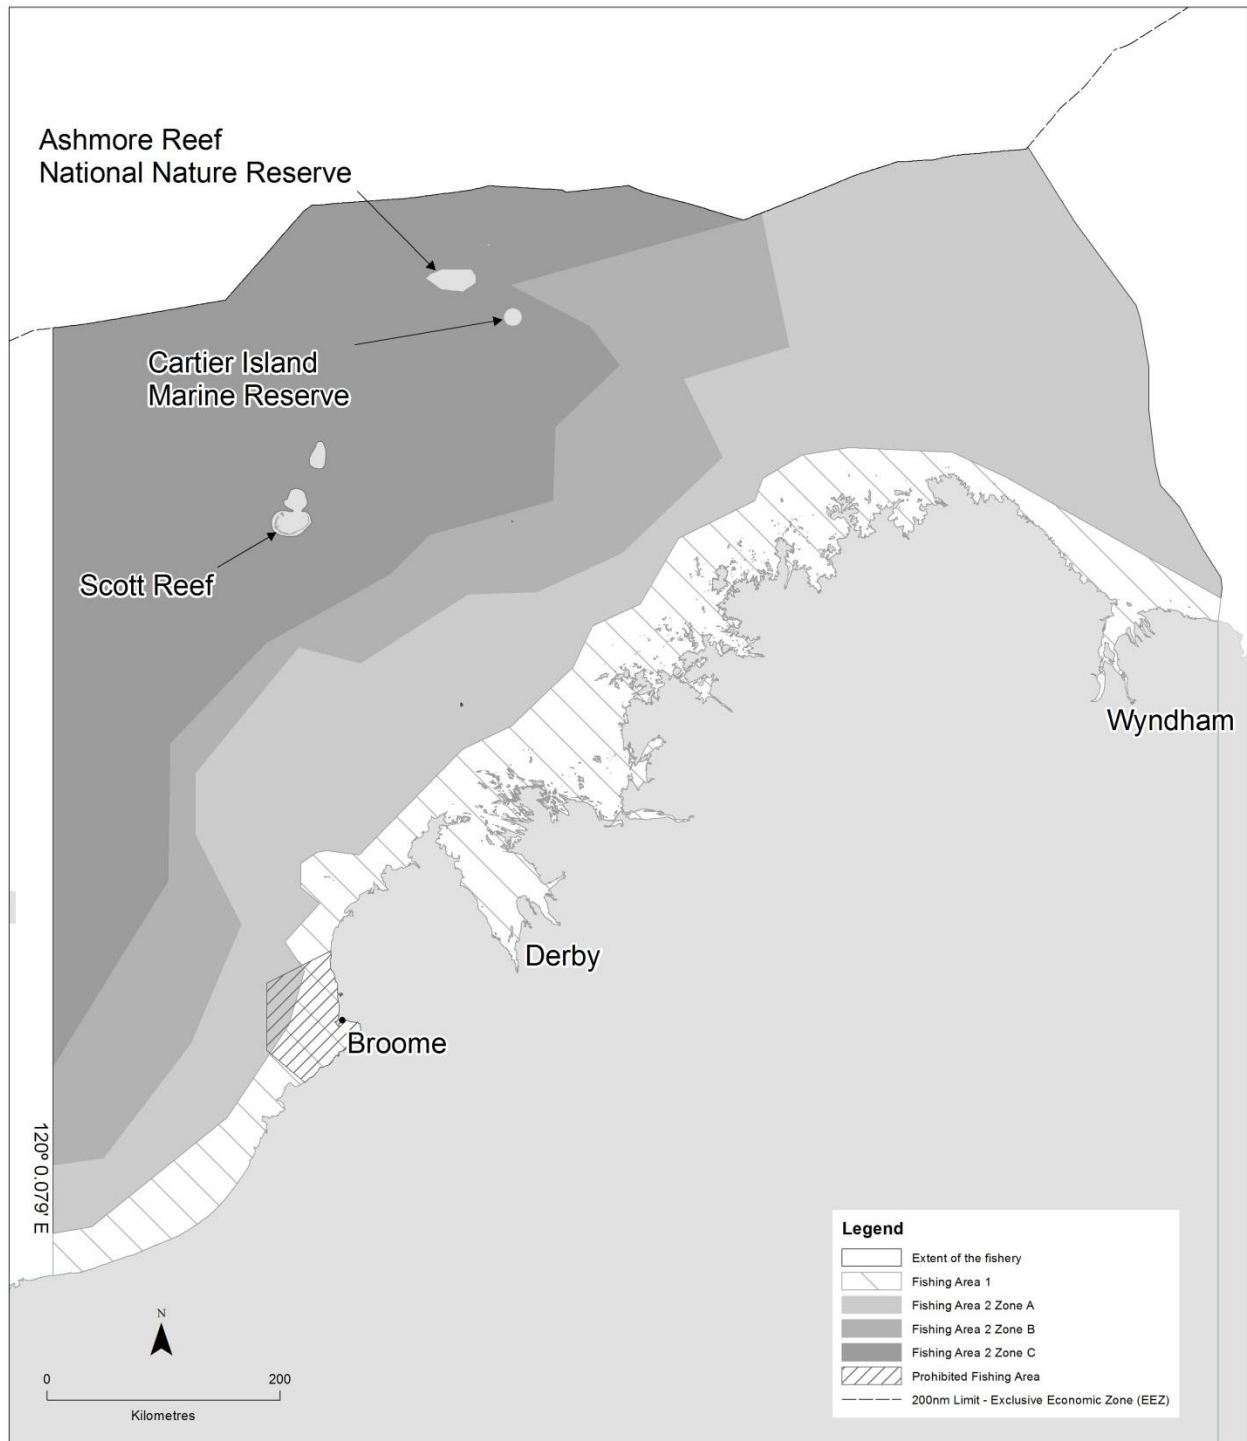 Ashmore Reef
National Nature Reserve
Cartier Island
Marine Reserve
Scott Reef
Wyndham
Derby
Broome
120º 0.079' E
N
0 200
Kilometres
Legend
Extent of the fishery
Fishing Area 1
Fishing Area 2 Zone A
Fishing Area 2 Zone B
Fishing Area 2 Zone C
Prohibited Fishing Area
200nm Limit - Exclusive Economic Zone (EEZ)